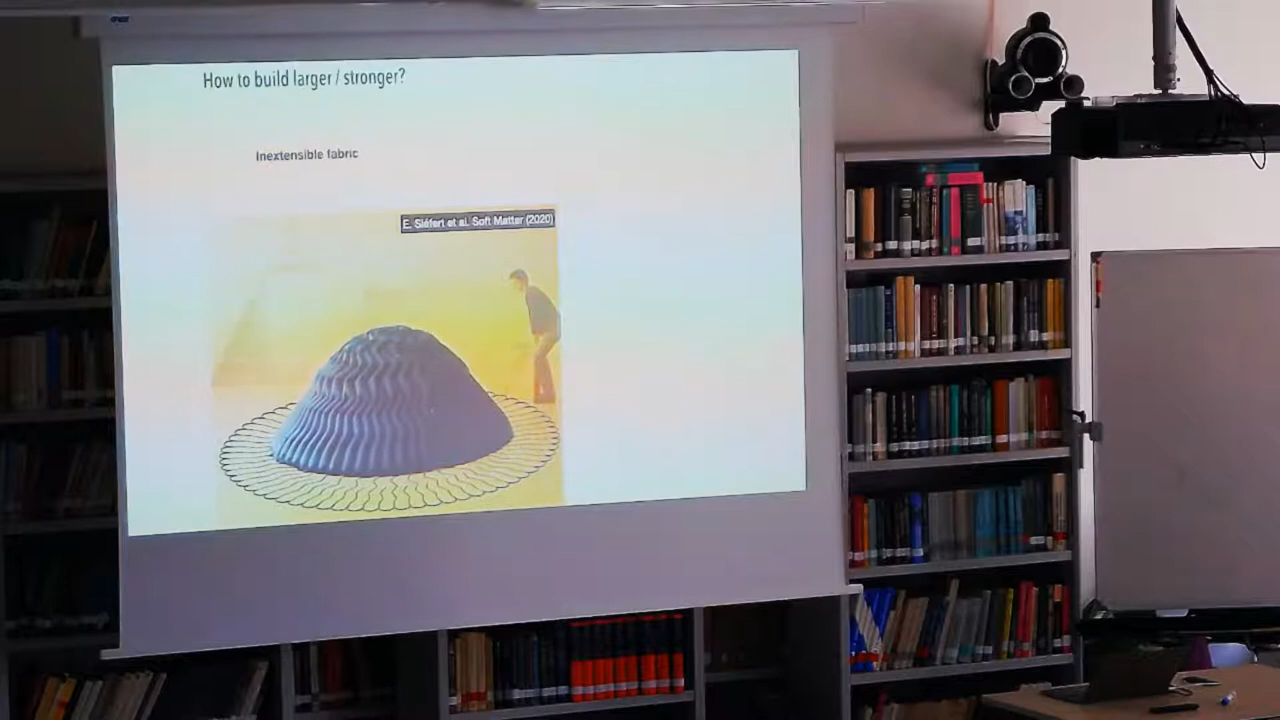 How to build larger / stronger?
Inextensible fabric
E. Siéfert et al. Soft Matter (2020)